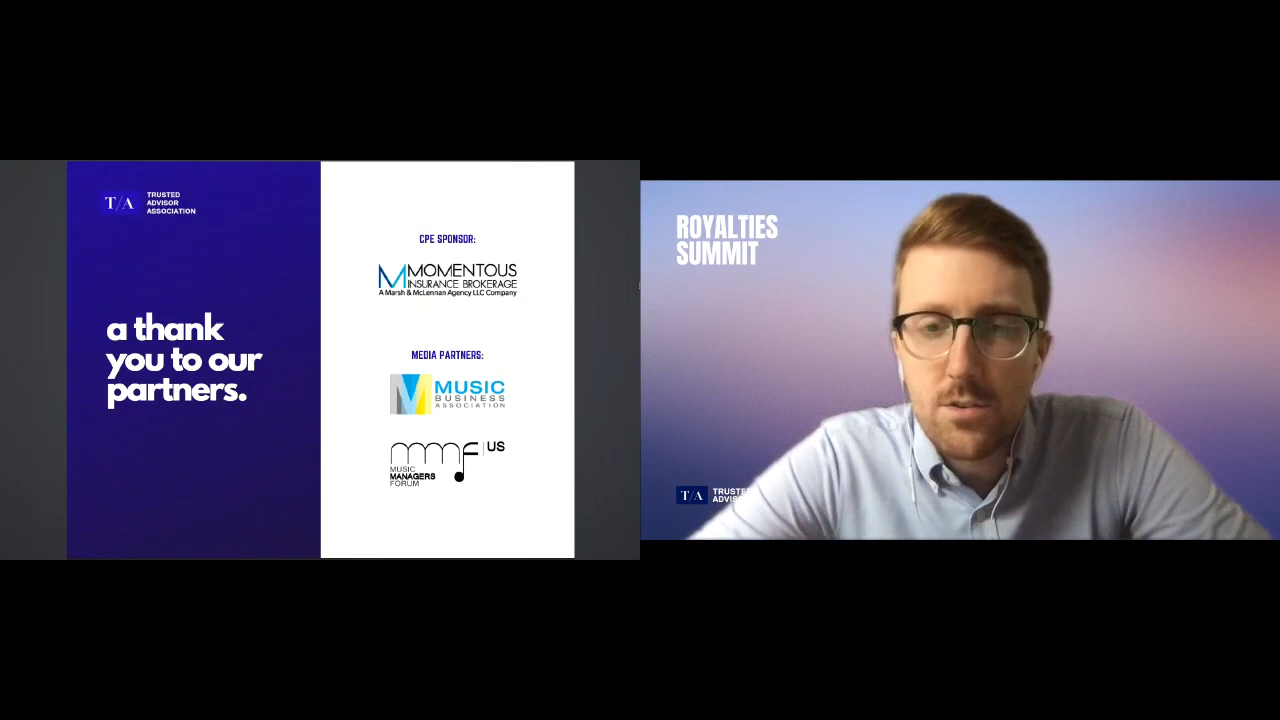 T/A
TRUSTED
ADVISOR
ASSOCIATION
a thank
you to our
partners.
CPE SPONSOR:
MOMENTOUS
INSURANCE BROKERAGE
A Marsh & McLennan Agency LLC Company
MEDIA PARTNERS:
MUSIC
BUSINESS
ASSOCIATION
mmf US
MUSIC
MANAGERS
FORUM
ROYALTIES
SUMMIT
T/A